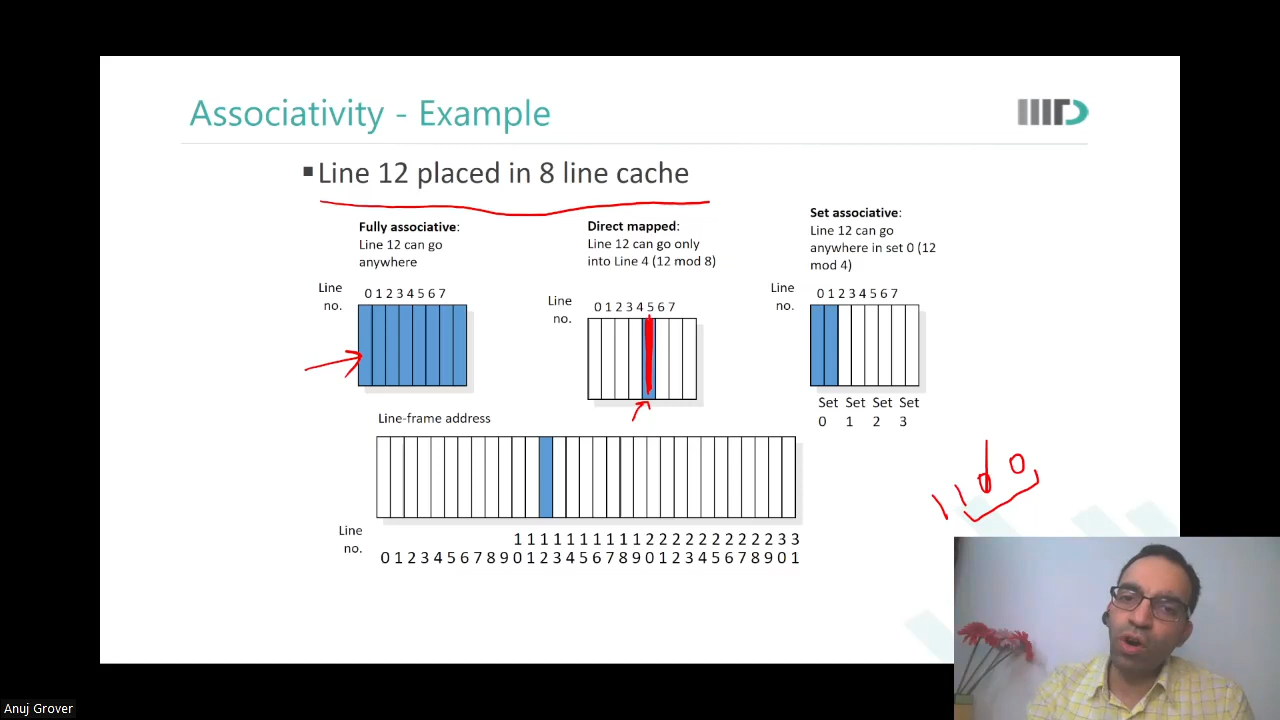 Associativity - Example
IIITD
▪ Line 12 placed in 8 line cache
Fully associative:
Line 12 can go
anywhere
Line
no.
0 1 2 3 4 5 6 7
Direct mapped:
Line 12 can go only
into Line 4 (12 mod 8)
Line
no.
0 1 2 3 4 5 6 7
Set associative:
Line 12 can go
anywhere in set 0 (12
mod 4)
Line
no.
0 1 2 3 4 5 6 7
Set Set Set Set
0 1 2 3
Line-frame address
Line
no.
1 1 1 1 1 1 1 1 1 1 2 2 2 2 2 2 2 2 2 2 3 3
0 1 2 3 4 5 6 7 8 9 0 1 2 3 4 5 6 7 8 9 0 1 2 3 4 5 6 7 8 9 0 1
1 1 0 0
Anuj Grover